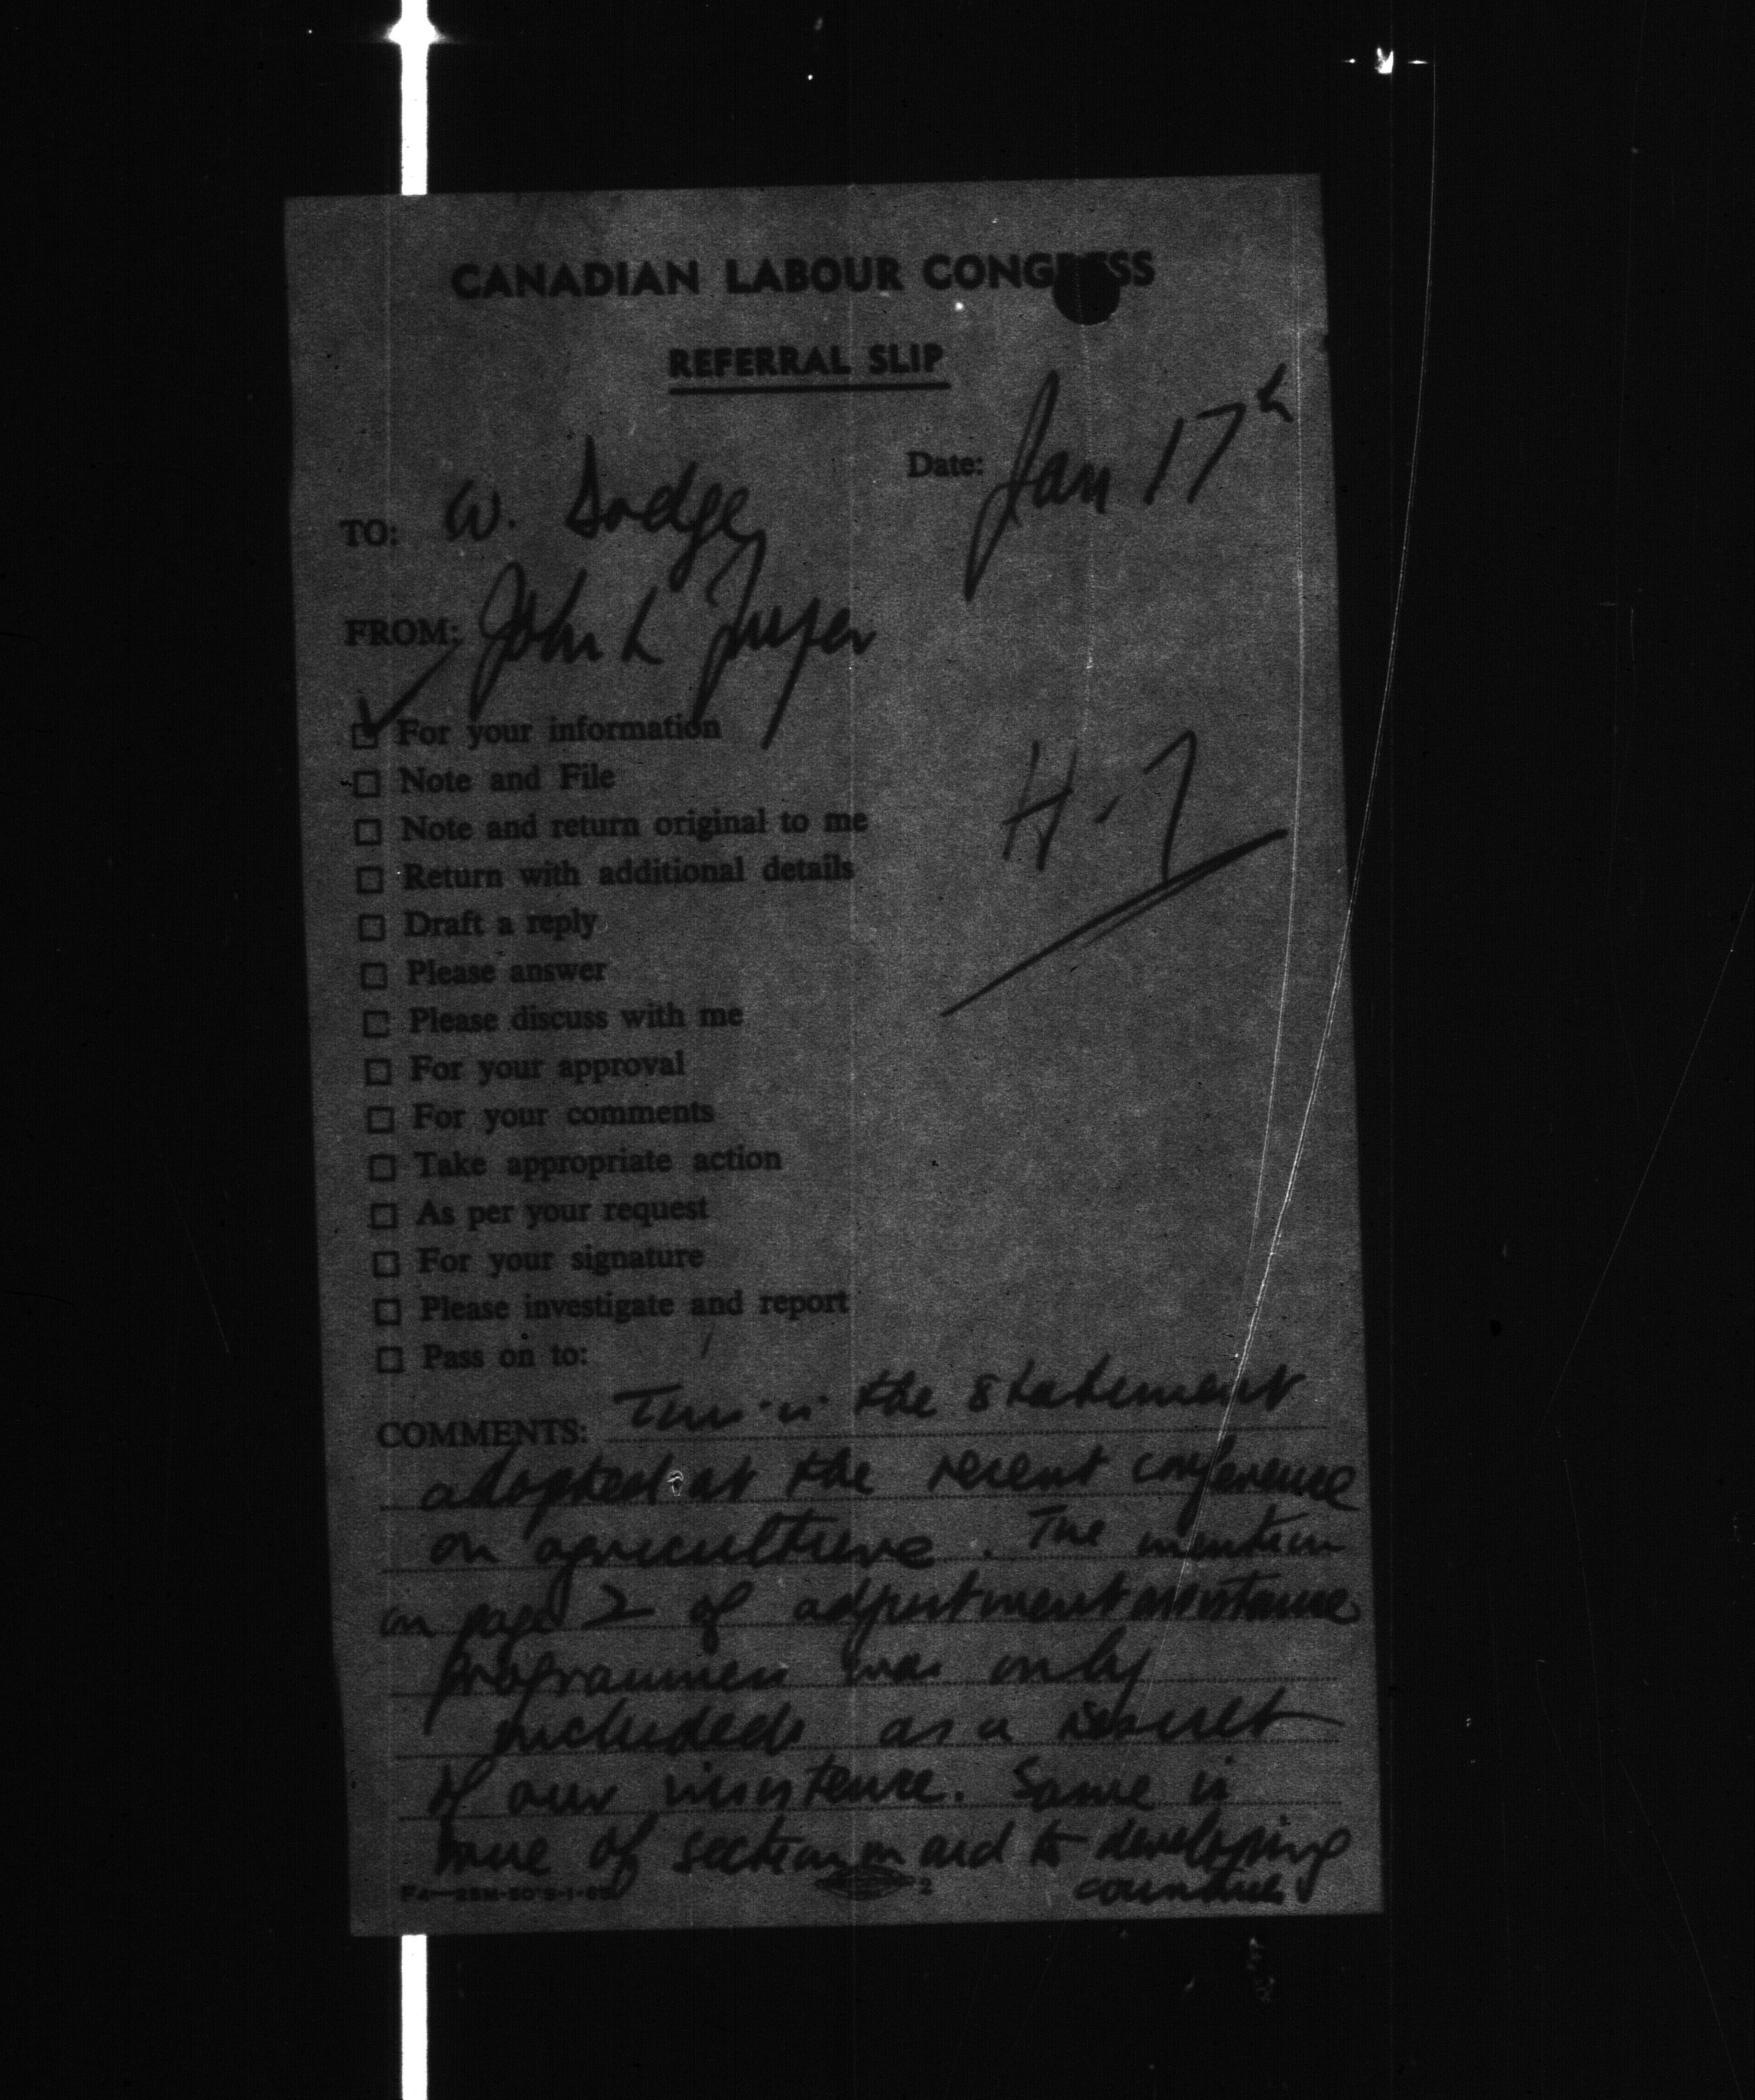 CANADIAN LABOUR CONGRESS
REFERRAL SLIP
Date: Jan 17th
TO: W. Dodge
FROM: John L
☑ For your information
☐ Note and File
☐ Note and return original to me
☐ Return with additional details
☐ Draft a reply
☐ Please answer
☐ Please discuss with me
☐ For your approval
☐ For your comments
☐ Take appropriate action
☐ As per your request
☐ For your signature
☐ Please investigate and report
☐ Pass on to:
H-7
COMMENTS: This is the statement
adopted at the recent conference
on agriculture. The mention
on page 2 of adjustment assistance
programmes was only
included as a result
of our insistence. Same is
true of section on aid to developing
countries
2